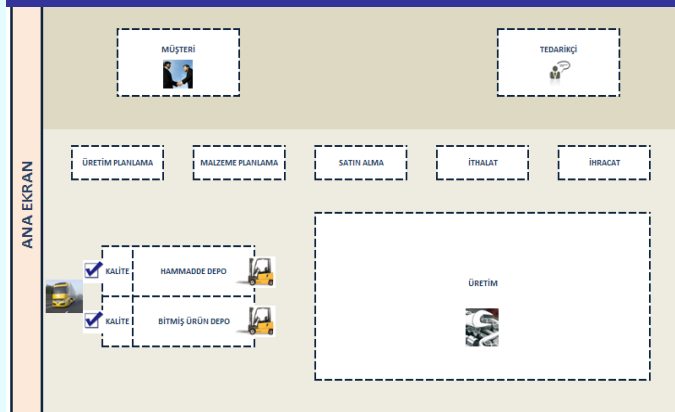 ANA EKRAN
MÜŞTERİ
TEDARİKÇİ
ÜRETİM PLANLAMA
MALZEME PLANLAMA
SATIN ALMA
İTHALAT
İHRACAT
KALİTE
HAMMADDE DEPO
KALİTE
BİTMİŞ ÜRÜN DEPO
ÜRETİM